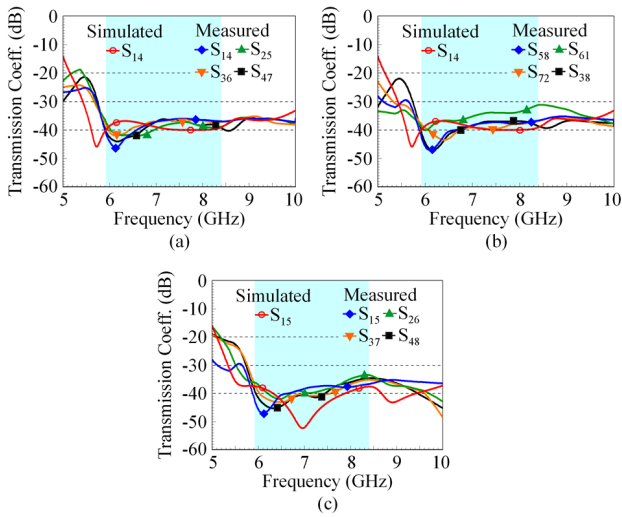 Transmission Coeff. (dB)
0
-10
-20
-30
-40
-50
-60
Simulated
S14
Measured
S14 S25
S36 S47
5 6 7 8 9 10
Frequency (GHz)
(a)
Transmission Coeff. (dB)
0
-10
-20
-30
-40
-50
-60
Simulated
S14
Measured
S58 S61
S72 S38
5 6 7 8 9 10
Frequency (GHz)
(b)
Transmission Coeff. (dB)
0
-10
-20
-30
-40
-50
-60
Simulated
S15
Measured
S15 S26
S37 S48
5 6 7 8 9 10
Frequency (GHz)
(c)